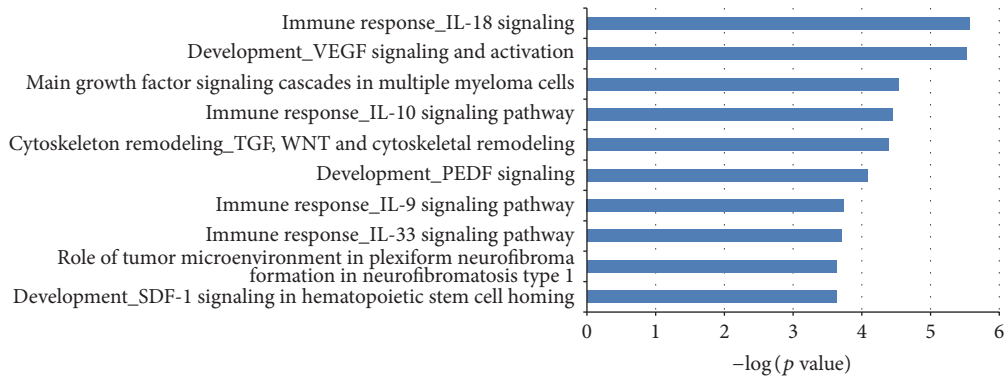 Immune response_IL-18 signaling
Development_VEGF signaling and activation
Main growth factor signaling cascades in multiple myeloma cells
Immune response_IL-10 signaling pathway
Cytoskeleton remodeling_TGF, WNT and cytoskeletal remodeling
Development_PEDF signaling
Immune response_IL-9 signaling pathway
Immune response_IL-33 signaling pathway
Role of tumor microenvironment in plexiform neurofibroma
formation in neurofibromatosis type 1
Development_SDF-1 signaling in hematopoietic stem cell homing
0 1 2 3 4 5 6
−log (p value)